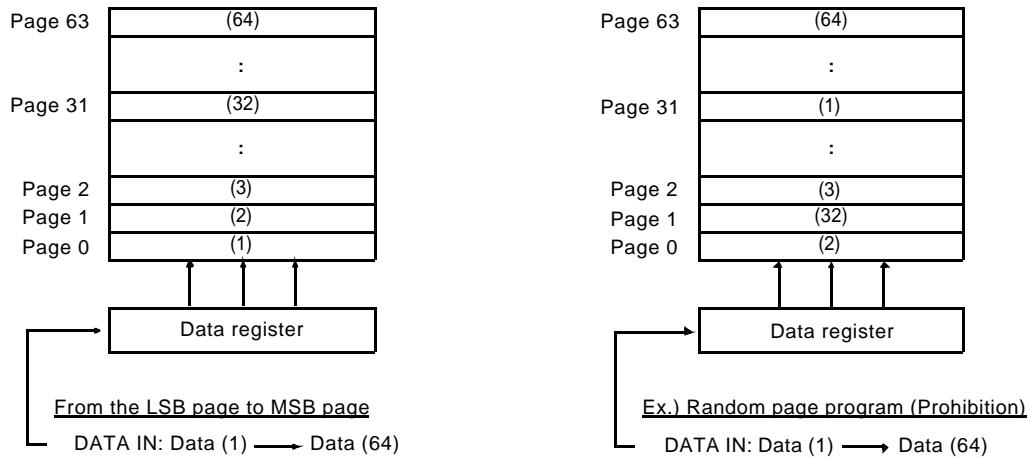 Page 63 (64)
:
Page 31 (32)
:
Page 2 (3)
Page 1 (2)
Page 0 (1)
Data register
From the LSB page to MSB page
DATA IN: Data (1) Data (64)
Page 63 (64)
:
Page 31 (1)
:
Page 2 (3)
Page 1 (32)
Page 0 (2)
Data register
Ex.) Random page program (Prohibition)
DATA IN: Data (1) Data (64)